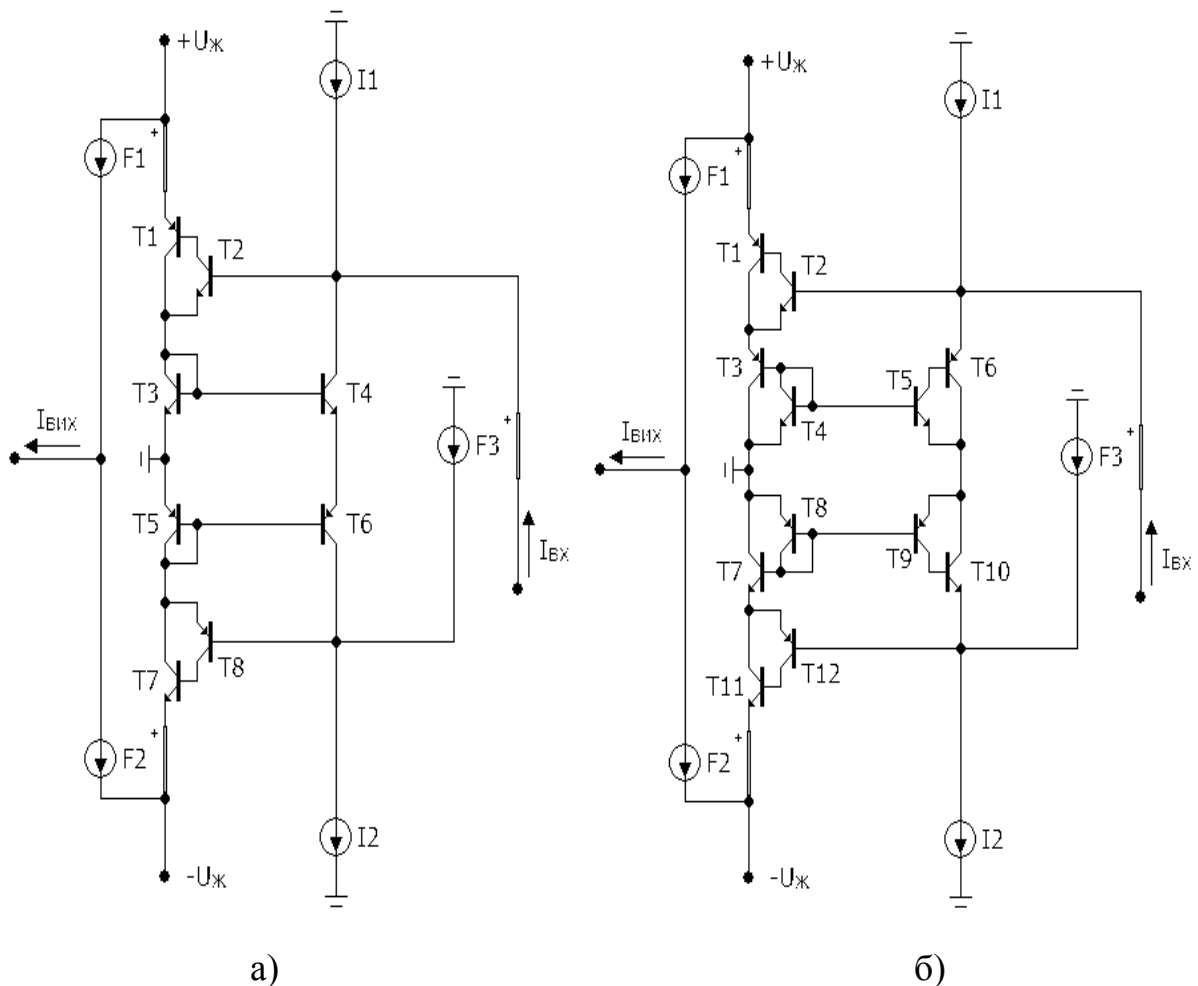 +Uж
I1
F1
+
T1
T2
T3
T4
Iвих
+
F3
T5
T6
Iвх
T7
T8
+
F2
I2
-Uж
а)
+Uж
I1
F1
+
T1
T2
T3
T4
T5
T6
Iвих
+
F3
T8
T7
T9
T10
Iвх
T11
T12
+
F2
I2
-Uж
б)